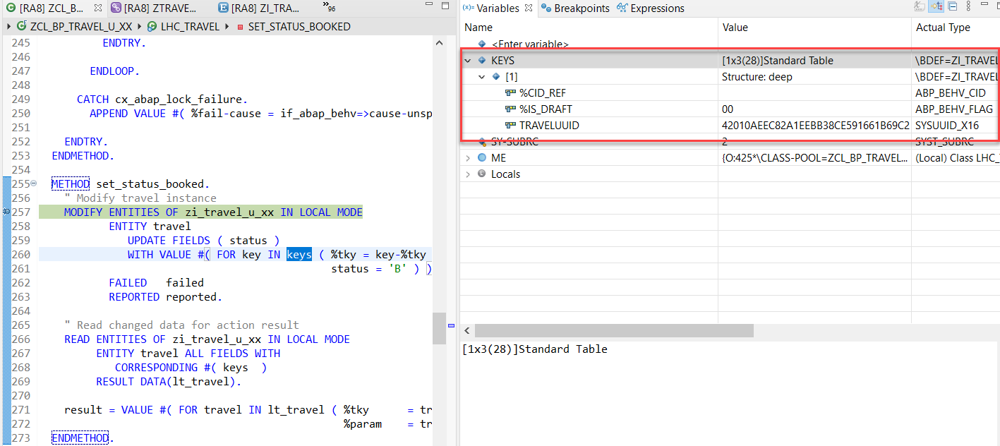 [RA8] ZCL_B... [RA8] ZTRAVE... [RA8] ZI_TRA... »96
ZCL_BP_TRAVEL_U_XX LHC_TRAVEL SET_STATUS_BOOKED
245 ENDTRY.
246
247 ENDLOOP.
248
249 CATCH cx_abap_lock_failure.
250 APPEND VALUE #( %fail-cause = if_abap_behv=>cause-unsp
251
252 ENDTRY.
253 ENDMETHOD.
254
255 METHOD set_status_booked.
256 " Modify travel instance
257 MODIFY ENTITIES OF zi_travel_u_xx IN LOCAL MODE
258 ENTITY travel
259 UPDATE FIELDS ( status )
260 WITH VALUE #( FOR key IN keys ( %tky = key-%tky
261 status = 'B' ) )
262 FAILED failed
263 REPORTED reported.
264
265 " Read changed data for action result
266 READ ENTITIES OF zi_travel_u_xx IN LOCAL MODE
267 ENTITY travel ALL FIELDS WITH
268 CORRESPONDING #( keys )
269 RESULT DATA(lt_travel).
270
271 result = VALUE #( FOR travel IN lt_travel ( %tky = tr
272 %param = tr
273 ENDMETHOD.
(x)= Variables Breakpoints Expressions
Name Value Actual Type
<Enter variable>
KEYS [1x3(28)]Standard Table \BDEF=ZI_TRAVEL
[1] Structure: deep \BDEF=ZI_TRAVEL
%CID_REF ABP_BEHV_CID
%IS_DRAFT 00 ABP_BEHV_FLAG
TRAVELUUID 42010AEEC82A1EEBB38CE591661B69C2 SYSUUID_X16
SY-SUBRC 2 SYST_SUBRC
ME {O:425*\CLASS-POOL=ZCL_BP_TRAVEL... (Local) Class LHC_
Locals
[1x3(28)]Standard Table